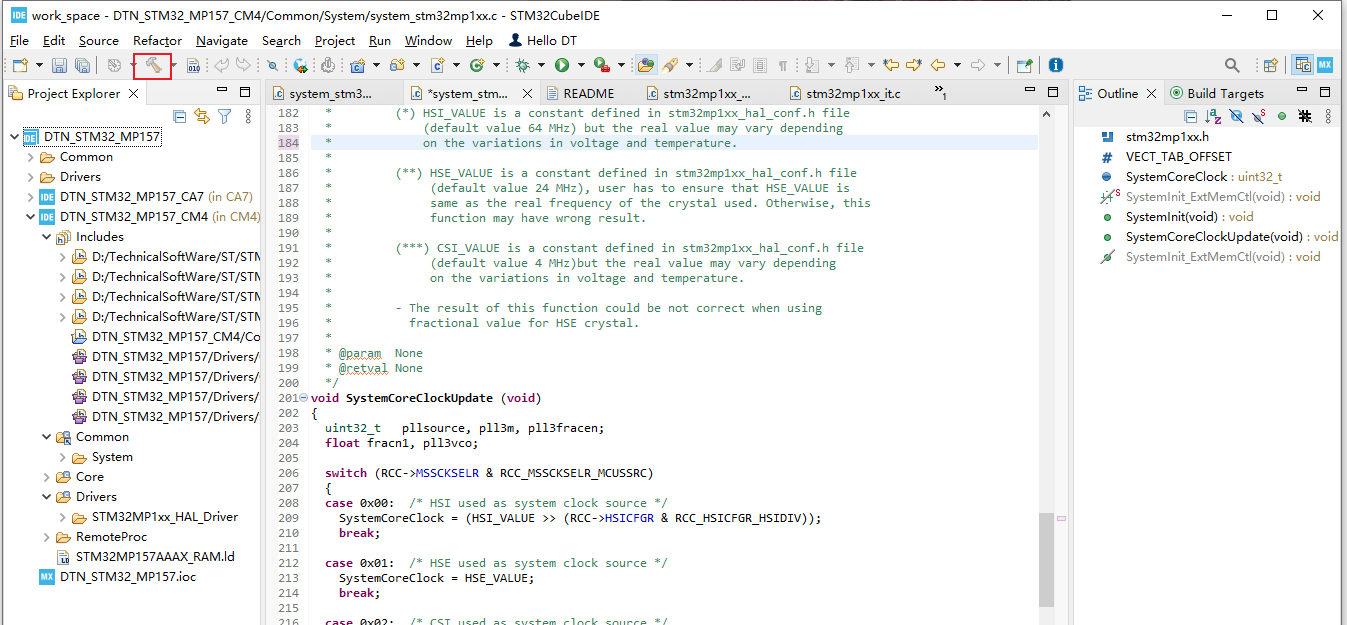 IDE work_space - DTN_STM32_MP157_CM4/Common/System/system_stm32mp1xx.c - STM32CubeIDE
File Edit Source Refactor Navigate Search Project Run Window Help Hello DT
010
MX
Project Explorer
IDE DTN_STM32_MP157
Common
Drivers
IDE DTN_STM32_MP157_CA7 (in CA7)
IDE DTN_STM32_MP157_CM4 (in CM4)
Includes
D:/TechnicalSoftWare/ST/STM
D:/TechnicalSoftWare/ST/STM
D:/TechnicalSoftWare/ST/STM
D:/TechnicalSoftWare/ST/STM
DTN_STM32_MP157_CM4/Co
DTN_STM32_MP157/Drivers/
DTN_STM32_MP157/Drivers/
DTN_STM32_MP157/Drivers/
DTN_STM32_MP157/Drivers/
Common
System
Core
Drivers
STM32MP1xx_HAL_Driver
RemoteProc
STM32MP157AAAX_RAM.ld
MX DTN_STM32_MP157.ioc
system_stm3... *system_stm... README stm32mp1xx_... stm32mp1xx_it.c »1
182 * (*) HSI_VALUE is a constant defined in stm32mp1xx_hal_conf.h file
183 * (default value 64 MHz) but the real value may vary depending
184 * on the variations in voltage and temperature.
185 *
186 * (**) HSE_VALUE is a constant defined in stm32mp1xx_hal_conf.h file
187 * (default value 24 MHz), user has to ensure that HSE_VALUE is
188 * same as the real frequency of the crystal used. Otherwise, this
189 * function may have wrong result.
190 *
191 * (***) CSI_VALUE is a constant defined in stm32mp1xx_hal_conf.h file
192 * (default value 4 MHz)but the real value may vary depending
193 * on the variations in voltage and temperature.
194 *
195 * - The result of this function could be not correct when using
196 * fractional value for HSE crystal.
197 *
198 * @param None
199 * @retval None
200 */
201 void SystemCoreClockUpdate (void)
202 {
203 uint32_t pllsource, pll3m, pll3fracen;
204 float fracn1, pll3vco;
205
206 switch (RCC->MSSCKSELR & RCC_MSSCKSELR_MCUSSRC)
207 {
208 case 0x00: /* HSI used as system clock source */
209 SystemCoreClock = (HSI_VALUE >> (RCC->HSICFGR & RCC_HSICFGR_HSIDIV));
210 break;
211
212 case 0x01: /* HSE used as system clock source */
213 SystemCoreClock = HSE_VALUE;
214 break;
215
216 case 0x02: /* CSI used as system clock source */
Outline Build Targets
stm32mp1xx.h
# VECT_TAB_OFFSET
SystemCoreClock : uint32_t
SystemInit_ExtMemCtl(void) : void
SystemInit(void) : void
SystemCoreClockUpdate(void) : void
SystemInit_ExtMemCtl(void) : void